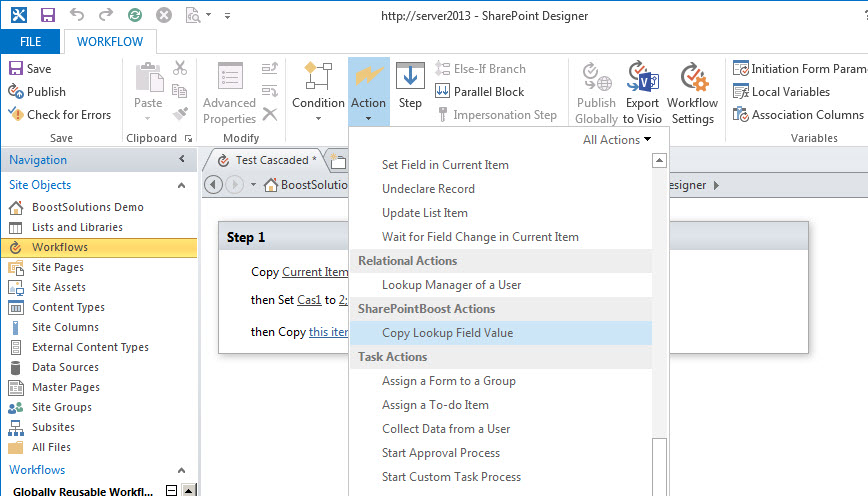 http://server2013 - SharePoint Designer
FILE
WORKFLOW
Save
Publish
Check for Errors
Save
Paste
Clipboard
Advanced Properties
Modify
Condition
Action
Step
Else-If Branch
Parallel Block
Impersonation Step
Publish Globally
Export to Visio
Workflow Settings
Initiation Form Param
Local Variables
Association Columns
Variables
All Actions
Navigation
Site Objects
BoostSolutions Demo
Lists and Libraries
Workflows
Site Pages
Site Assets
Content Types
Site Columns
External Content Types
Data Sources
Master Pages
Site Groups
Subsites
All Files
Workflows
Globally Reusable Workfl...
Test Cascaded *
BoostSolution
esigner
Step 1
Copy Current Item
then Set Cas1 to 2;
then Copy this iter
Set Field in Current Item
Undeclare Record
Update List Item
Wait for Field Change in Current Item
Relational Actions
Lookup Manager of a User
SharePointBoost Actions
Copy Lookup Field Value
Task Actions
Assign a Form to a Group
Assign a To-do Item
Collect Data from a User
Start Approval Process
Start Custom Task Process